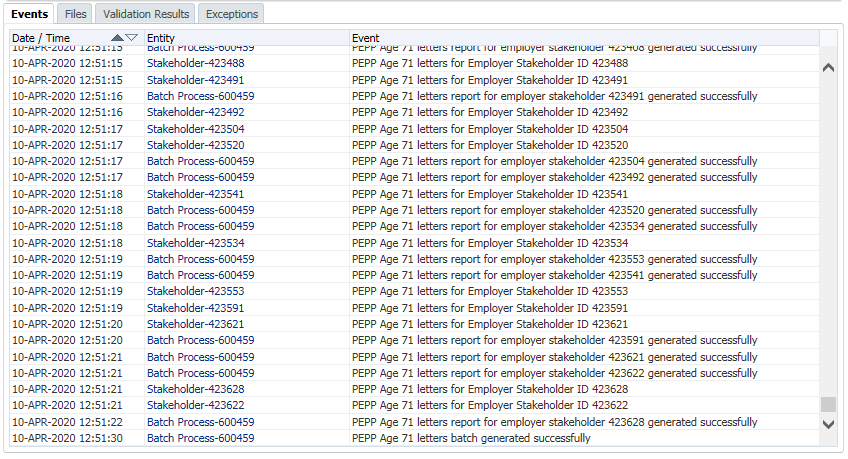 Events Files Validation Results Exceptions
Date / Time Entity Event
10-APR-2020 12:51:15 Batch Process-600459 PEPP Age 71 letters report for employer stakeholder 423468 generated successfully
10-APR-2020 12:51:15 Stakeholder-423488 PEPP Age 71 letters for Employer Stakeholder ID 423488
10-APR-2020 12:51:15 Stakeholder-423491 PEPP Age 71 letters for Employer Stakeholder ID 423491
10-APR-2020 12:51:16 Batch Process-600459 PEPP Age 71 letters report for employer stakeholder 423491 generated successfully
10-APR-2020 12:51:16 Stakeholder-423492 PEPP Age 71 letters for Employer Stakeholder ID 423492
10-APR-2020 12:51:17 Stakeholder-423504 PEPP Age 71 letters for Employer Stakeholder ID 423504
10-APR-2020 12:51:17 Stakeholder-423520 PEPP Age 71 letters for Employer Stakeholder ID 423520
10-APR-2020 12:51:17 Batch Process-600459 PEPP Age 71 letters report for employer stakeholder 423504 generated successfully
10-APR-2020 12:51:17 Batch Process-600459 PEPP Age 71 letters report for employer stakeholder 423492 generated successfully
10-APR-2020 12:51:18 Stakeholder-423541 PEPP Age 71 letters for Employer Stakeholder ID 423541
10-APR-2020 12:51:18 Batch Process-600459 PEPP Age 71 letters report for employer stakeholder 423520 generated successfully
10-APR-2020 12:51:18 Batch Process-600459 PEPP Age 71 letters report for employer stakeholder 423534 generated successfully
10-APR-2020 12:51:18 Stakeholder-423534 PEPP Age 71 letters for Employer Stakeholder ID 423534
10-APR-2020 12:51:19 Batch Process-600459 PEPP Age 71 letters report for employer stakeholder 423553 generated successfully
10-APR-2020 12:51:19 Batch Process-600459 PEPP Age 71 letters report for employer stakeholder 423541 generated successfully
10-APR-2020 12:51:19 Stakeholder-423553 PEPP Age 71 letters for Employer Stakeholder ID 423553
10-APR-2020 12:51:19 Stakeholder-423591 PEPP Age 71 letters for Employer Stakeholder ID 423591
10-APR-2020 12:51:20 Stakeholder-423621 PEPP Age 71 letters for Employer Stakeholder ID 423621
10-APR-2020 12:51:20 Batch Process-600459 PEPP Age 71 letters report for employer stakeholder 423591 generated successfully
10-APR-2020 12:51:21 Batch Process-600459 PEPP Age 71 letters report for employer stakeholder 423621 generated successfully
10-APR-2020 12:51:21 Batch Process-600459 PEPP Age 71 letters report for employer stakeholder 423622 generated successfully
10-APR-2020 12:51:21 Stakeholder-423628 PEPP Age 71 letters for Employer Stakeholder ID 423628
10-APR-2020 12:51:21 Stakeholder-423622 PEPP Age 71 letters for Employer Stakeholder ID 423622
10-APR-2020 12:51:22 Batch Process-600459 PEPP Age 71 letters report for employer stakeholder 423628 generated successfully
10-APR-2020 12:51:30 Batch Process-600459 PEPP Age 71 letters batch generated successfully